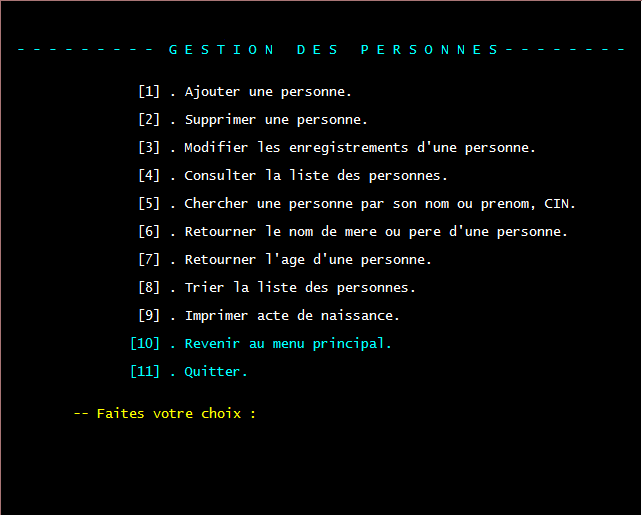 - - - - - - - - - G E S T I O N   D E S   P E R S O N N E S - - - - - - - -
[1] . Ajouter une personne.
[2] . Supprimer une personne.
[3] . Modifier les enregistrements d'une personne.
[4] . Consulter la liste des personnes.
[5] . Chercher une personne par son nom ou prenom, CIN.
[6] . Retourner le nom de mere ou pere d'une personne.
[7] . Retourner l'age d'une personne.
[8] . Trier la liste des personnes.
[9] . Imprimer acte de naissance.
[10] . Revenir au menu principal.
[11] . Quitter.
-- Faites votre choix :